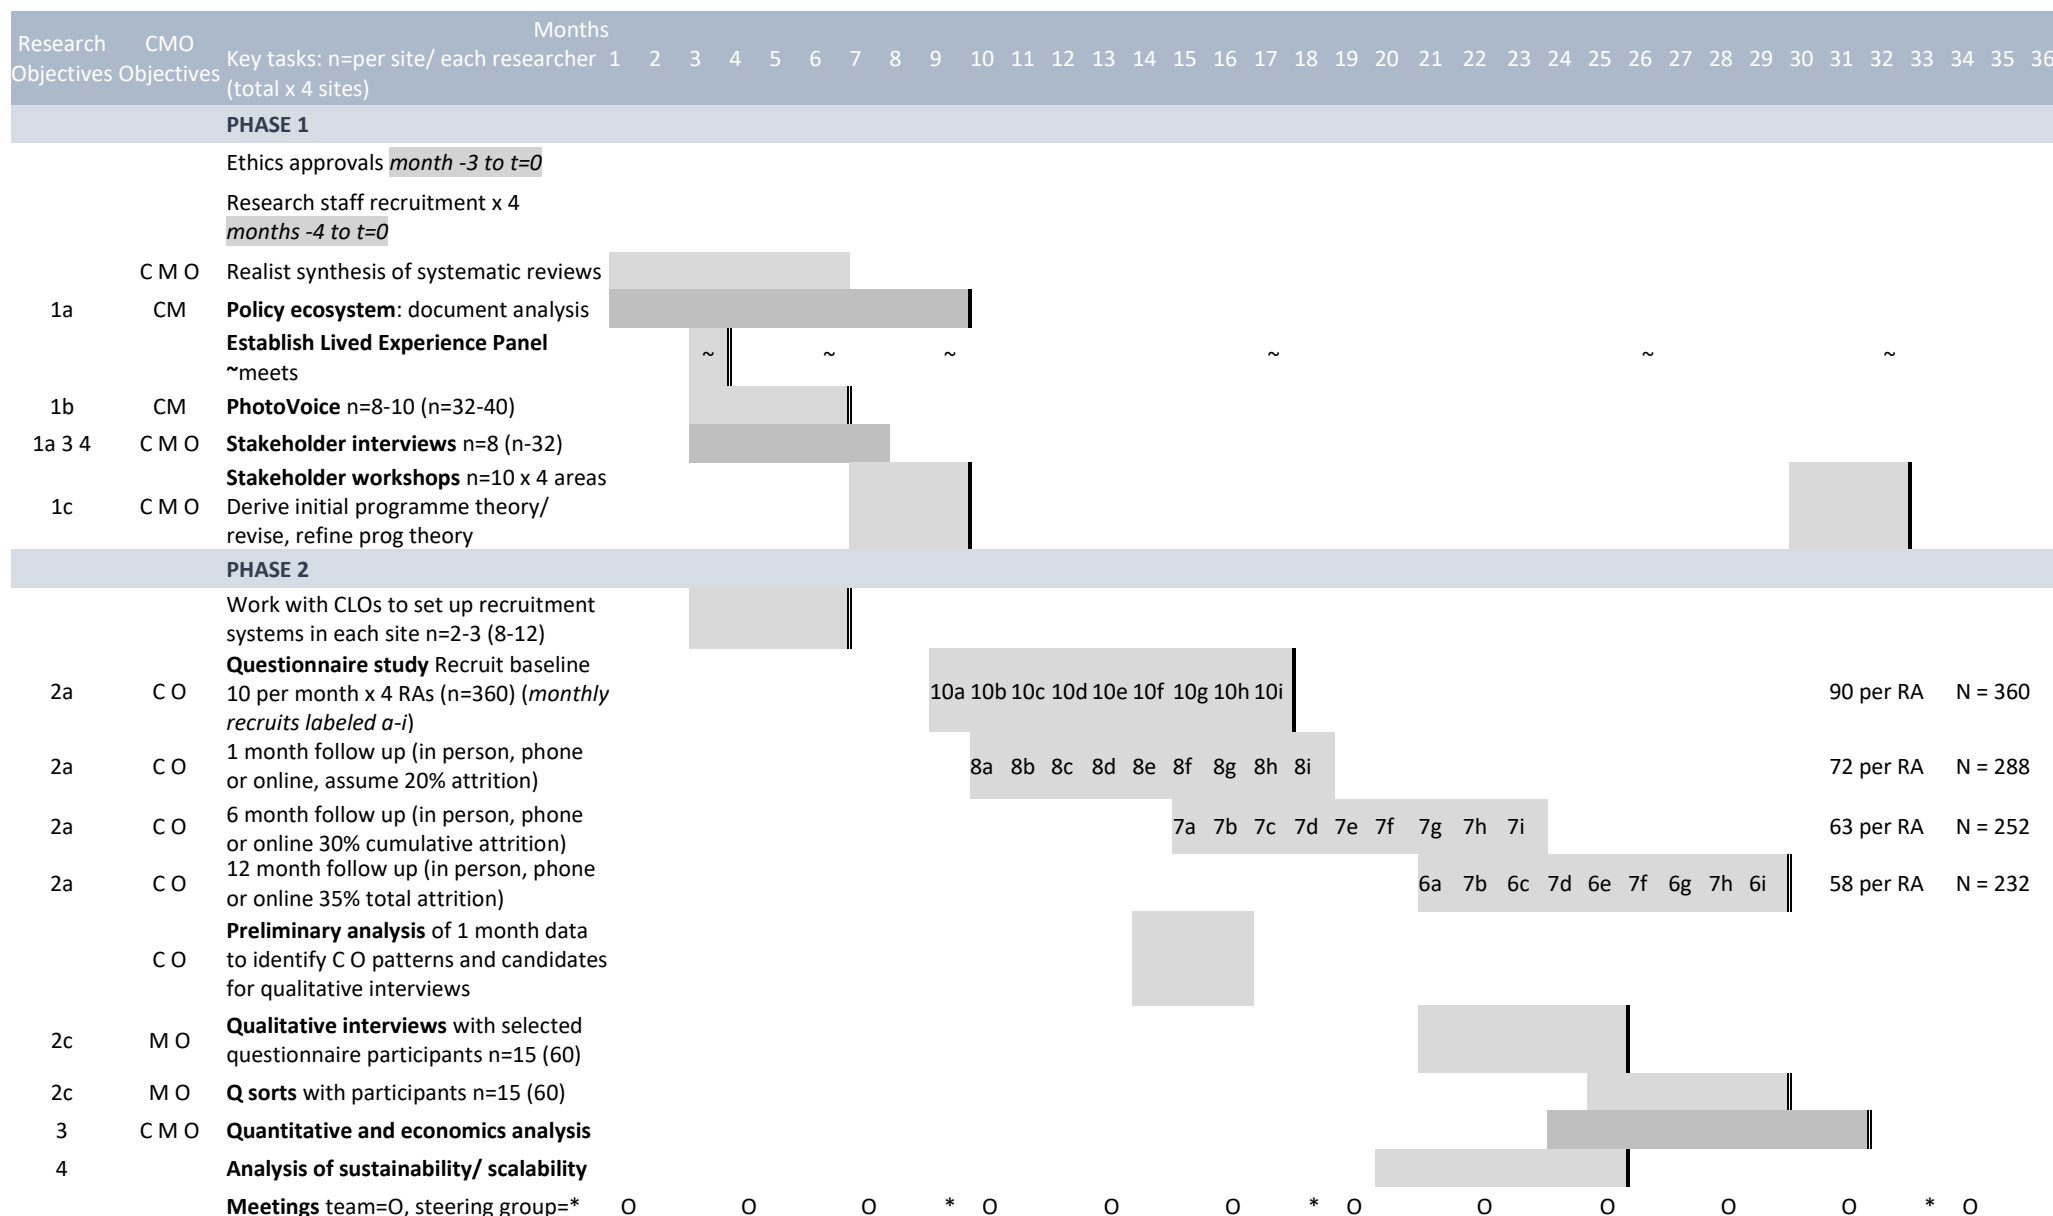 Months
Research Objectives CMO Objectives Key tasks: n=per site/ each researcher (total x 4 sites) 1 2 3 4 5 6 7 8 9 10 11 12 13 14 15 16 17 18 19 20 21 22 23 24 25 26 27 28 29 30 31 32 33 34 35 36
PHASE 1
Ethics approvals month -3 to t=0
Research staff recruitment x 4
months -4 to t=0
C M O Realist synthesis of systematic reviews
1a CM Policy ecosystem: document analysis
Establish Lived Experience Panel
~meets ~ ~ ~ ~ ~ ~
1b CM PhotoVoice n=8-10 (n=32-40)
1a 3 4 C M O Stakeholder interviews n=8 (n-32)
Stakeholder workshops n=10 x 4 areas
1c C M O Derive initial programme theory/
revise, refine prog theory
PHASE 2
Work with CLOs to set up recruitment
systems in each site n=2-3 (8-12)
Questionnaire study Recruit baseline
2a C O 10 per month x 4 RAs (n=360) (monthly 10a 10b 10c 10d 10e 10f 10g 10h 10i 90 per RA N = 360
recruits labeled a-i)
1 month follow up (in person, phone
2a C O or online, assume 20% attrition) 8a 8b 8c 8d 8e 8f 8g 8h 8i 72 per RA N = 288
6 month follow up (in person, phone
2a C O or online 30% cumulative attrition) 7a 7b 7c 7d 7e 7f 7g 7h 7i 63 per RA N = 252
12 month follow up (in person, phone
2a C O or online 35% total attrition) 6a 7b 6c 7d 6e 7f 6g 7h 6i 58 per RA N = 232
Preliminary analysis of 1 month data
C O to identify C O patterns and candidates
for qualitative interviews
Qualitative interviews with selected
2c M O questionnaire participants n=15 (60)
2c M O Q sorts with participants n=15 (60)
3 C M O Quantitative and economics analysis
4 Analysis of sustainability/ scalability
Meetings team=O, steering group=* O O O * O O O * O O O O O * O